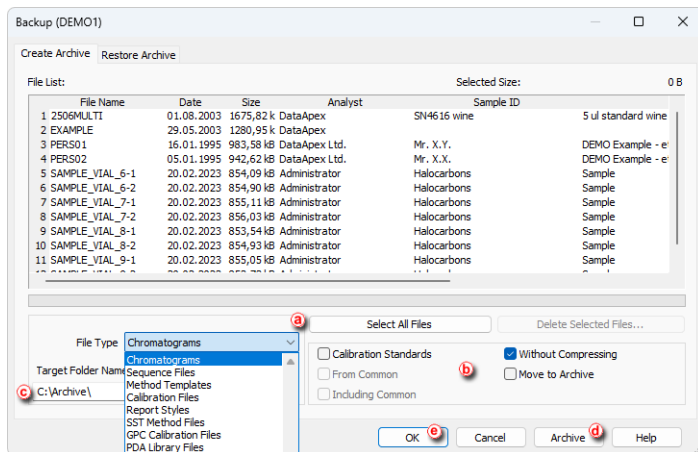 Backup (DEMO1)
Create Archive Restore Archive
File List: Selected Size: 0 B
File Name Date Size Analyst Sample ID
1 2506MULTI 01.08.2003 1675,82 k DataApex SN4616 wine 5 ul standard wine
2 EXAMPLE 29.05.2003 1280,95 k DataApex
3 PERS01 16.01.1995 983,58 kB DataApex Ltd. Mr. X.Y. DEMO Example - e
4 PERS02 05.01.1995 942,62 kB DataApex Ltd. Mr. X.X. DEMO Example - e
5 SAMPLE_VIAL_6-1 20.02.2023 854,09 kB Administrator Halocarbons Sample
6 SAMPLE_VIAL_6-2 20.02.2023 854,90 kB Administrator Halocarbons Sample
7 SAMPLE_VIAL_7-1 20.02.2023 855,11 kB Administrator Halocarbons Sample
8 SAMPLE_VIAL_7-2 20.02.2023 856,03 kB Administrator Halocarbons Sample
9 SAMPLE_VIAL_8-1 20.02.2023 853,54 kB Administrator Halocarbons Sample
10 SAMPLE_VIAL_8-2 20.02.2023 854,93 kB Administrator Halocarbons Sample
11 SAMPLE_VIAL_9-1 20.02.2023 855,05 kB Administrator Halocarbons Sample
a Select All Files Delete Selected Files...
File Type Chromatograms
Chromatograms
Sequence Files
Method Templates
Calibration Files
Report Styles
SST Method Files
GPC Calibration Files
PDA Library Files
Target Folder Name
c C:\Archive\
Calibration Standards b Without Compressing
From Common Move to Archive
Including Common
OK e Cancel Archive d Help